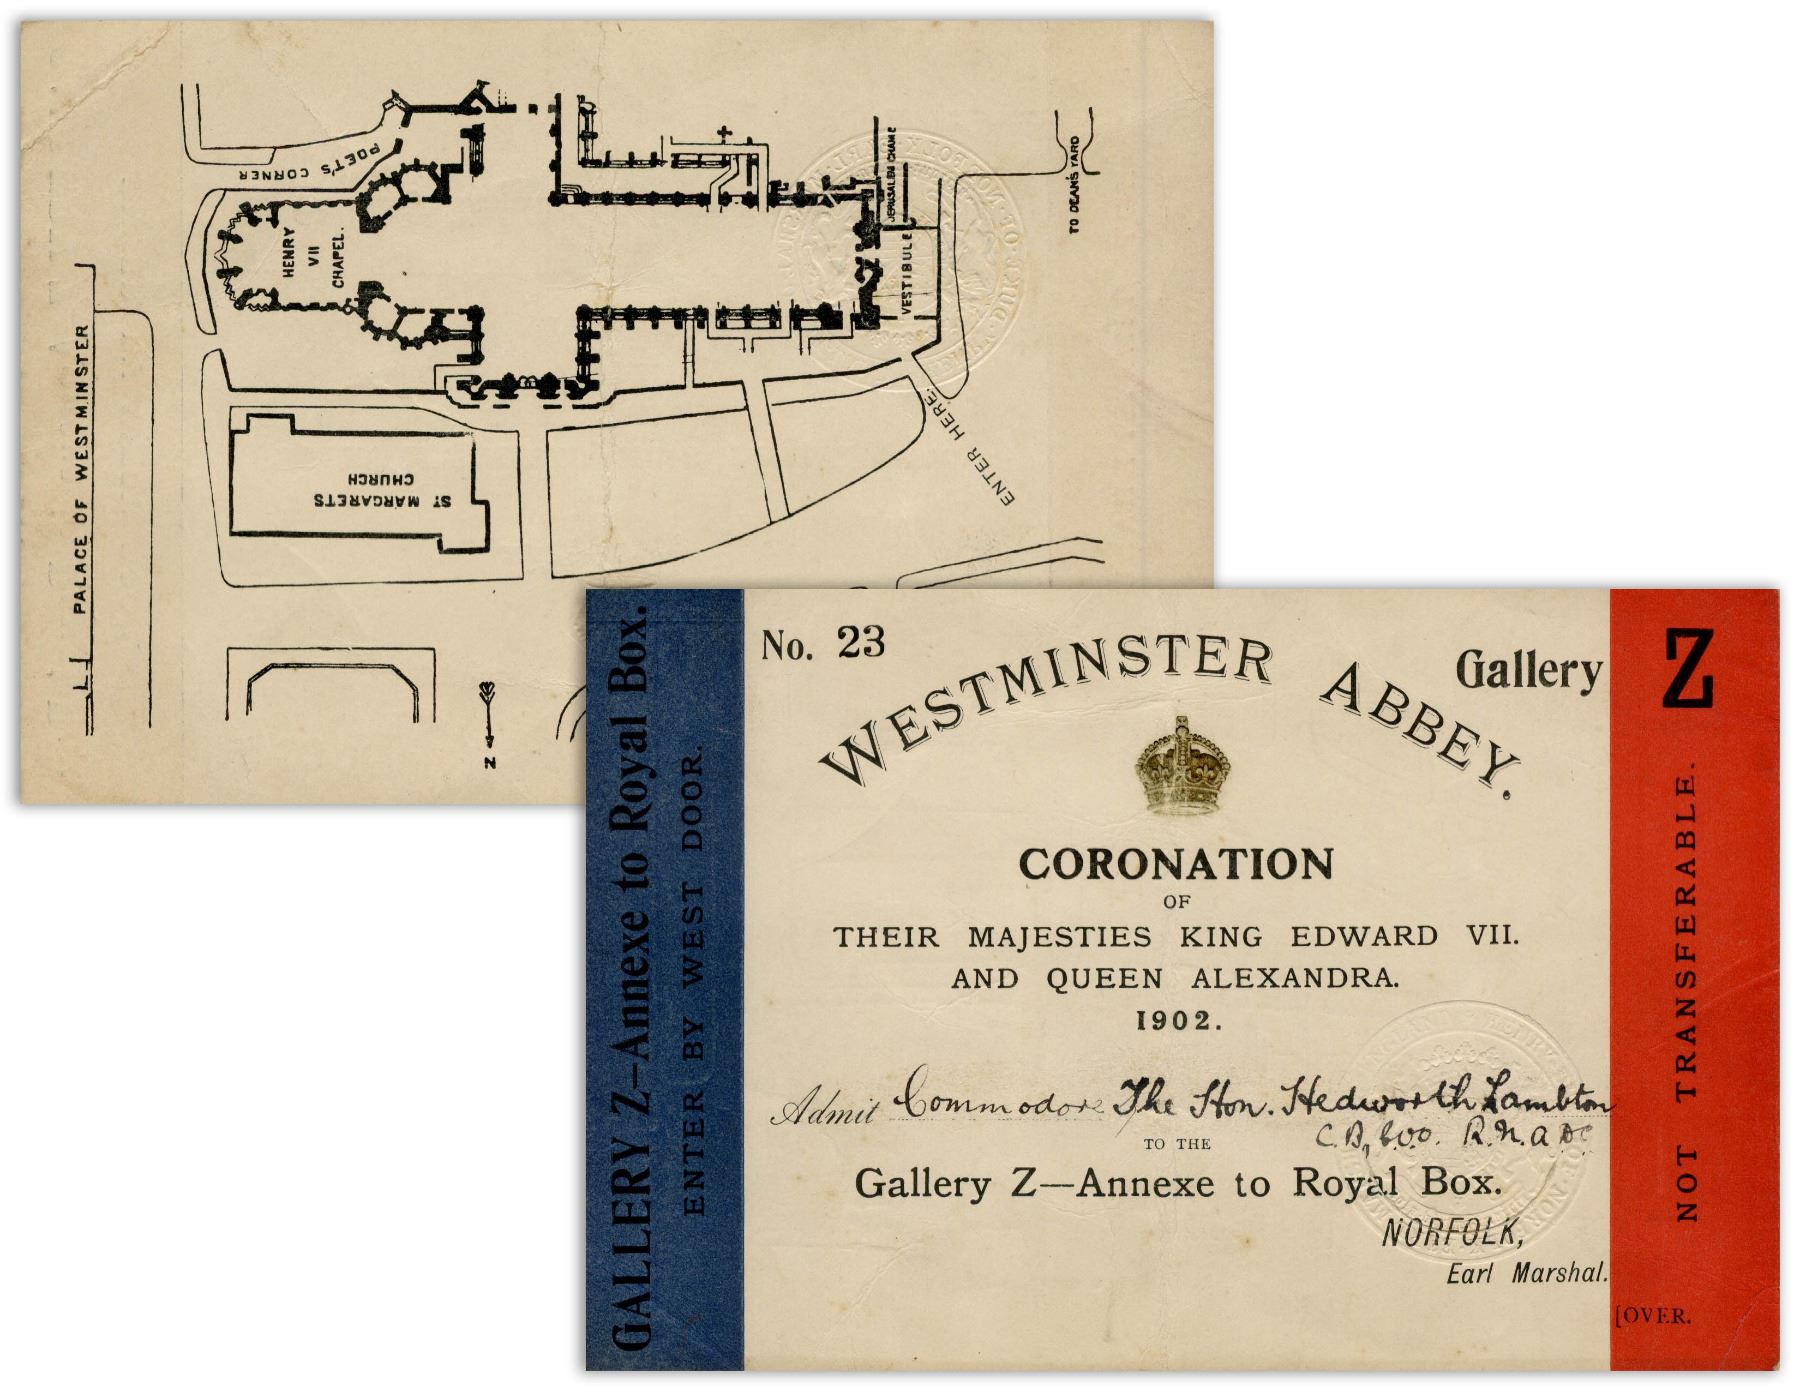 POET'S CORNER
HENRY
VII
CHAPEL.
JERUSALEM CHAME
VESTIBULE
TO DEAN'S YARD
PALACE OF WESTMINSTER
ST MARGARETS
CHURCH
ENTER HERE.
N
GALLERY Z—Annexe to Royal Box.
ENTER BY WEST DOOR.
No. 23
WESTMINSTER ABBEY.
Gallery Z
CORONATION
OF
THEIR MAJESTIES KING EDWARD VII.
AND QUEEN ALEXANDRA.
1902.
Admit Commodore The Hon. Hedworth Lambton
C.B, C.V.O. R.N. A D C
TO THE
Gallery Z—Annexe to Royal Box.
NORFOLK,
Earl Marshal.
[OVER.
NOT TRANSFERABLE.